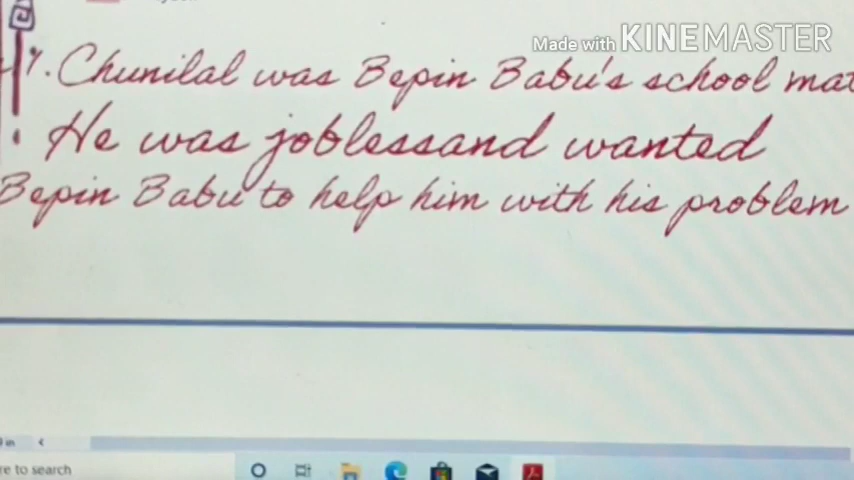 Made with KINEMASTER
Chunilal was Bepin Babu's school mat
He was joblessand wanted
Bepin Babu to help him with his problem
in
re to search